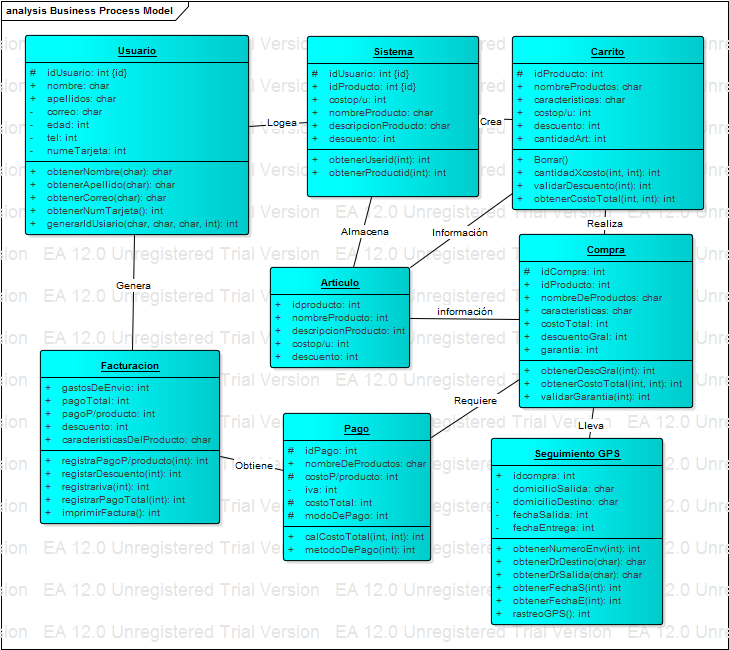 analysis Business Process Model
Usuario
# idUsuario: int {id}
+ nombre: char
+ apellidos: char
- correo: char
- edad: int
- tel: int
- numeTarjeta: int
+ obtenerNombre(char): char
+ obtenerApellido(char): char
+ obtenerCorreo(char): char
+ obtenerNumTarjeta(): int
+ generarIdUsiario(char, char, char, int): int
Logea
Sistema
# idUsuario: int {id}
+ idProducto: int {id}
+ costop/u: int
+ nombreProducto: char
+ descripcionProducto: char
+ descuento: int
+ obtenerUserid(int): int
+ obtenerProductid(int): int
Crea
Carrito
# idProducto: int
+ nombreProductos: char
+ caracteristicas: char
+ costop/u: int
+ descuento: int
+ cantidadArt: int
+ Borrar()
+ cantidadXcosto(int, int): int
+ validarDescuento(int): int
+ obtenerCostoTotal(int, int): int
Almacena
Información
Realiza
Genera
Articulo
+ idproducto: int
+ nombreProducto: int
+ descripcionProducto: int
+ costop/u: int
+ descuento: int
información
Compra
# idCompra: int
+ idProducto: int
+ nombreDeProductos: char
+ caracteristicas: char
+ costoTotal: int
+ descuentoGral: int
+ garantia: int
+ obtenerDescGral(int): int
+ obtenerCostoTotal(int, int): int
+ validarGarantia(int): int
Facturacion
+ gastosDeEnvio: int
+ pagoTotal: int
+ pagoP/producto: int
+ descuento: int
+ caracteristicasDelProducto: char
+ registraPagoP/producto(int): int
+ registarDescuento(int): int
+ registrariva(int): int
+ registrarPagoTotal(int): int
+ imprimirFactura(): int
Obtiene
Pago
# idPago: int
+ nombreDeProductos: char
# costoP/producto: int
- iva: int
# costoTotal: int
# modoDePago: int
+ calCostoTotal(int, int): int
+ metodoDePago(int): int
Requiere
Lleva
Seguimiento GPS
+ idcompra: int
- domicilioSalida: char
- domicilioDestino: char
- fechaSalida: int
- fechaEntrega: int
+ obtenerNumeroEnv(int): int
+ obtenerDrDestino(char): char
+ obtenerDrSalida(char): char
+ obtenerFechaS(int): int
+ obtenerFechaE(int): int
+ rastreoGPS(): int
EA 12.0 Unregistered Trial Version